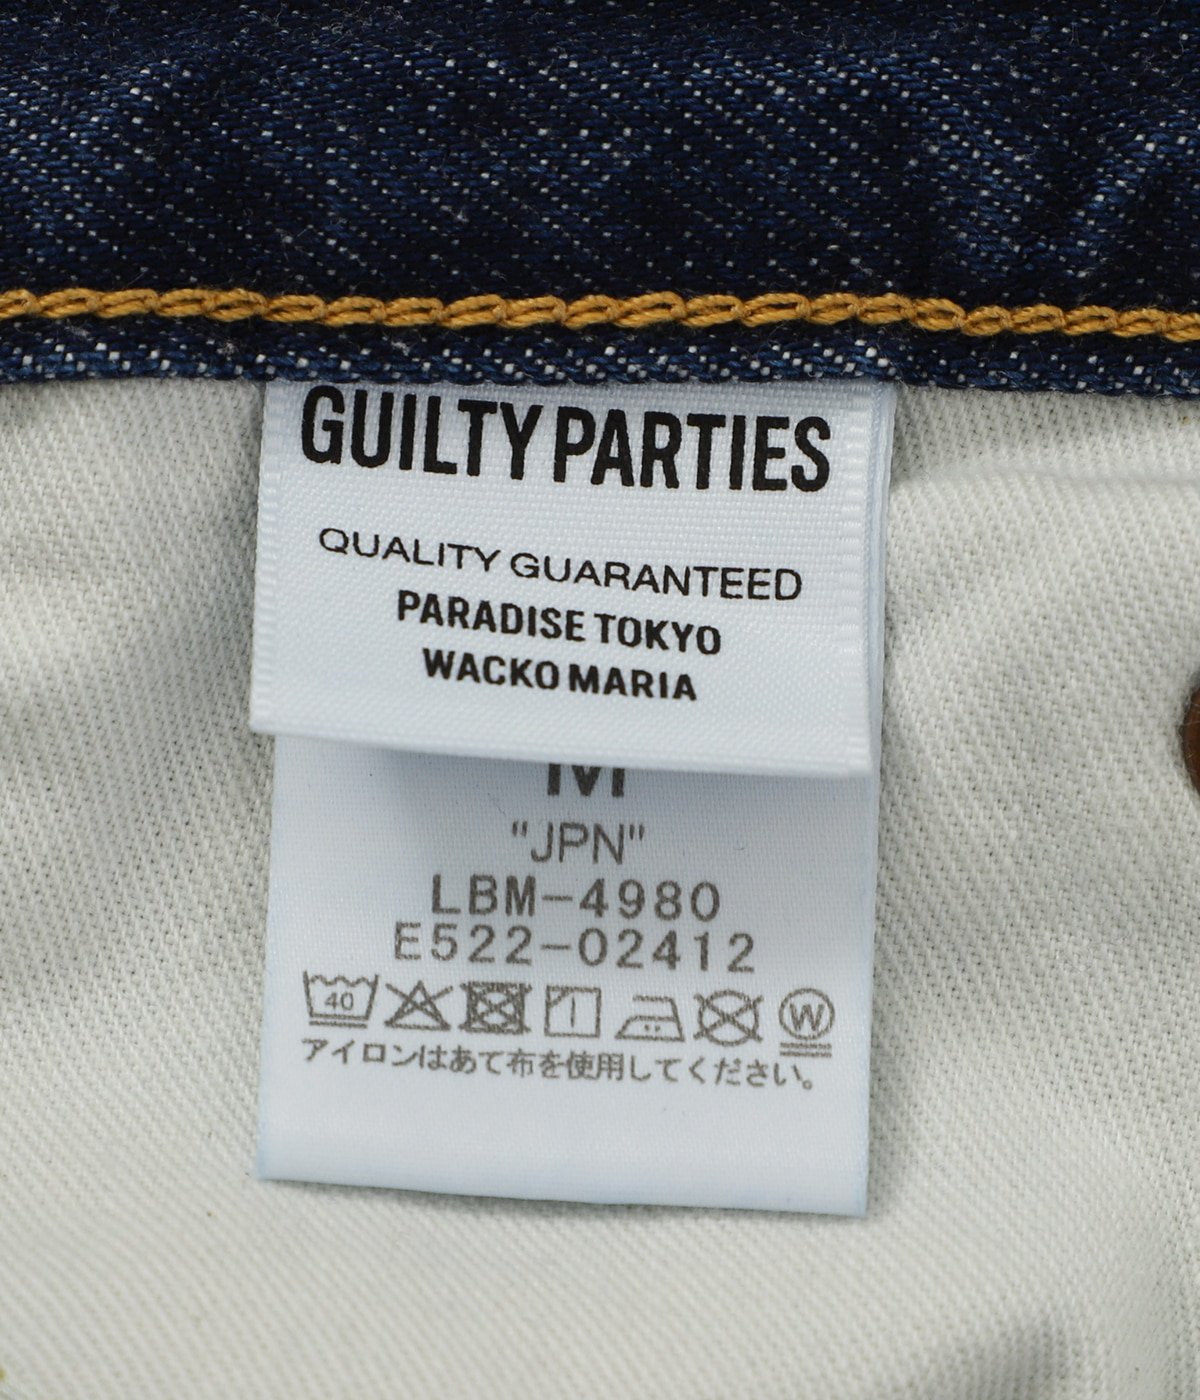 GUILTY PARTIES
QUALITY GUARANTEED
PARADISE TOKYO
WACKO MARIA
M
"JPN"
LBM-4980
E522-02412
40 W
アイロンはあて布を使用してください。